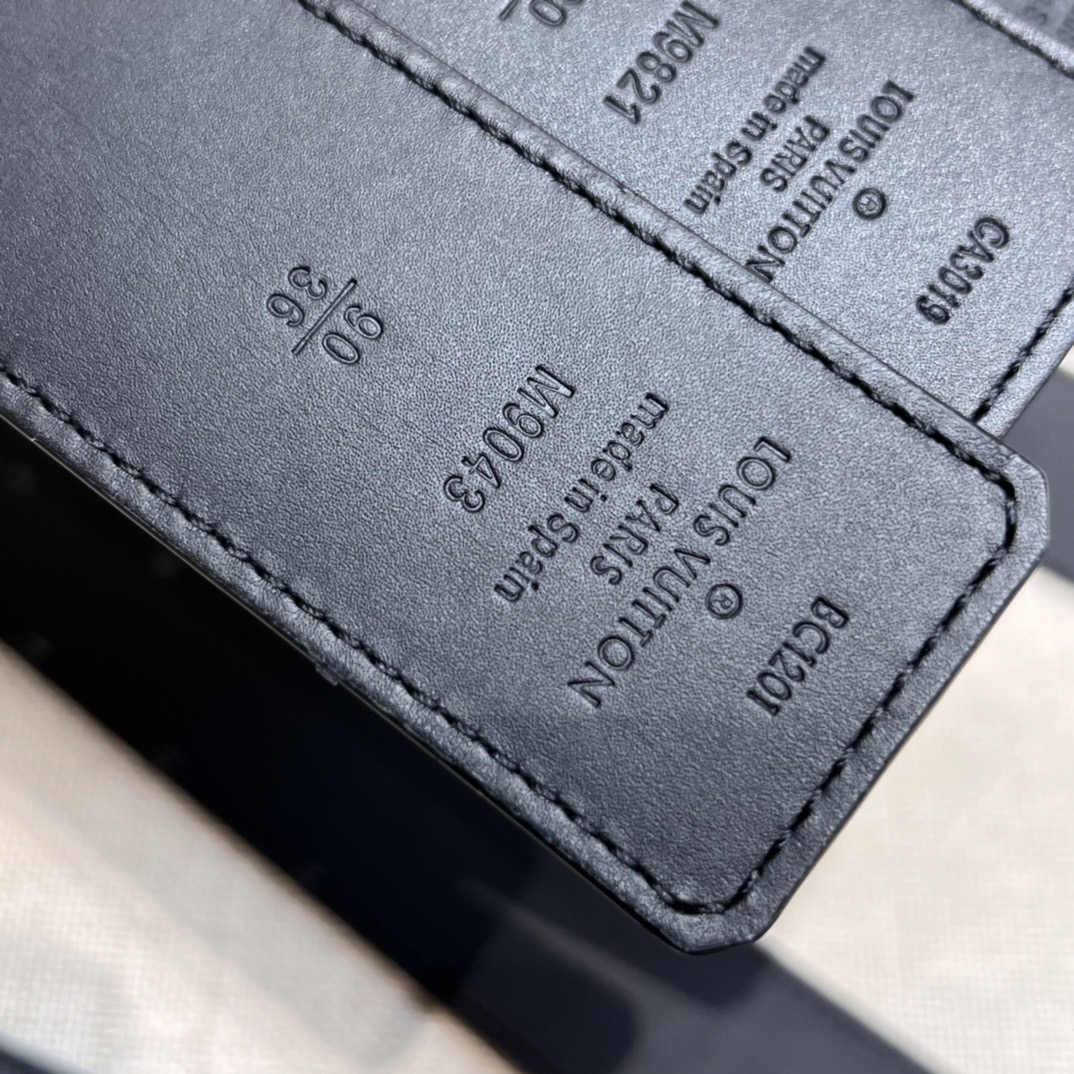 BC1201
®
LOUIS VUITTON
PARIS
made in Spain
M9043
90
36
CA3019
®
LOUIS VUITTON
PARIS
made in Spain
M9821